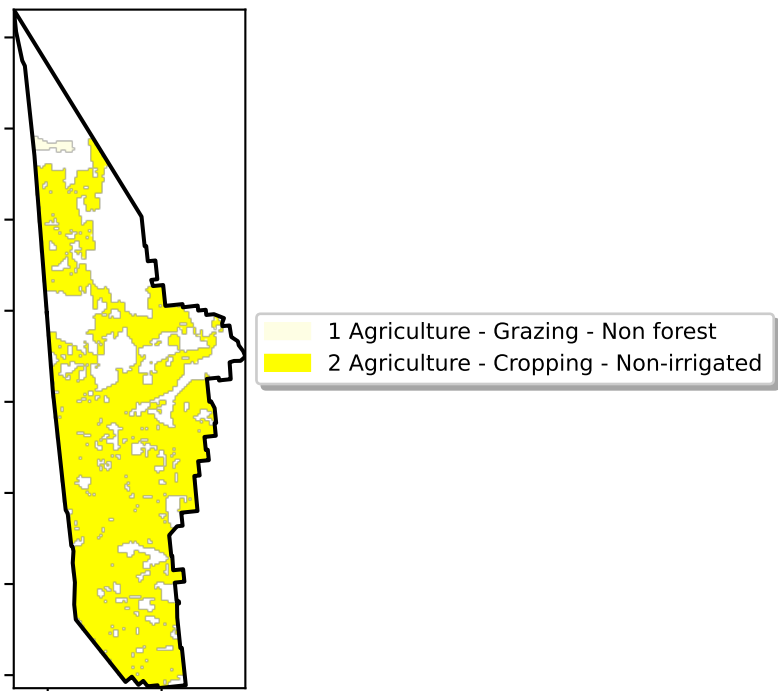 1 Agriculture - Grazing - Non forest
2 Agriculture - Cropping - Non-irrigated